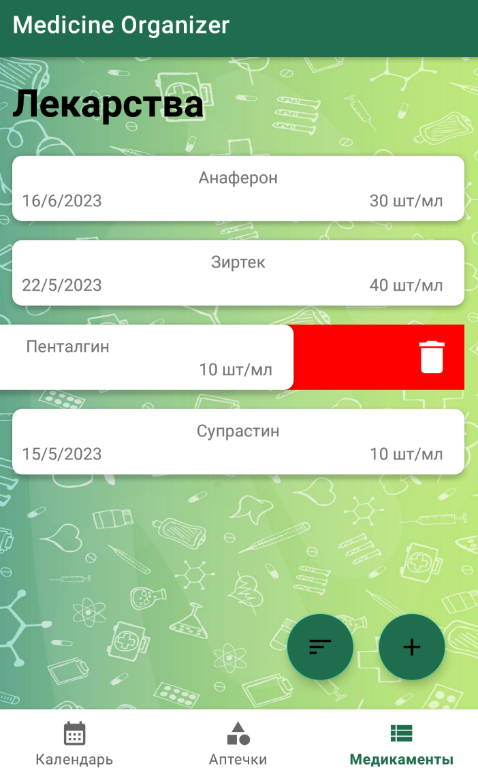 Medicine Organizer
Лекарства
Анаферон
16/6/2023 30 шт/мл
Зиртек
22/5/2023 40 шт/мл
Пенталгин
10 шт/мл
Супрастин
15/5/2023 10 шт/мл
Календарь Аптечки Медикаменты